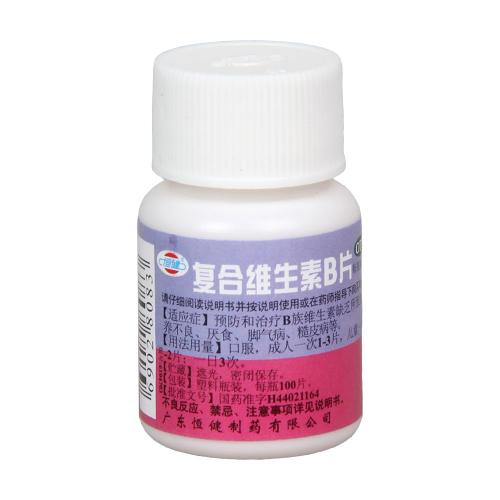 恒健
复合维生素B片
OT
请仔细阅读说明书并按说明使用或在药师指导下购
【适应症】预防和治疗B族维生素缺乏所
养不良、厌食、脚气病、糙皮病等。
【用法用量】口服，成人一次1-3片，儿童
-2片；一日3次。
【贮藏】遮光，密闭保存。
【包装】塑料瓶装，每瓶100片。
【批准文号】国药准字H44021164
不良反应、禁忌、注意事项详见说明书。
广东恒健制药有限公司
6902180083